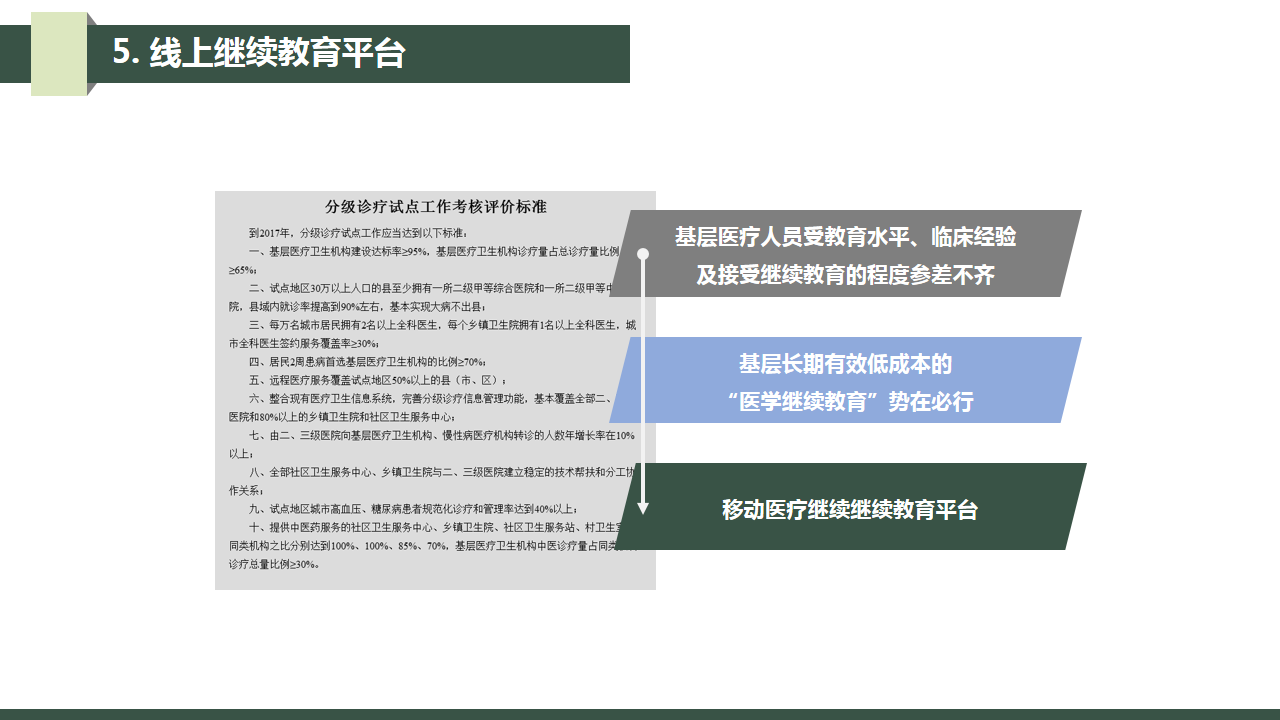 5. 线上继续教育平台
分级诊疗试点工作考核评价标准
到2017年，分级诊疗试点工作应当达到以下标准：
一、基层医疗卫生机构建设达标率≥95%，基层医疗卫生机构诊疗量占总诊疗量比例
≥65%；
二、试点地区30万以上人口的县至少拥有一所二级甲等综合医院和一所二级甲等中
院，县域内就诊率提高到90%左右，基本实现大病不出县；
三、每万名城市居民拥有2名以上全科医生，每个乡镇卫生院拥有1名以上全科医生，城
市全科医生签约服务覆盖率≥30%；
四、居民2周患病首选基层医疗卫生机构的比例≥70%；
五、远程医疗服务覆盖试点地区50%以上的县（市、区）；
六、整合现有医疗卫生信息系统，完善分级诊疗信息管理功能，基本覆盖全部二、
医院和80%以上的乡镇卫生院和社区卫生服务中心；
七、由二、三级医院向基层医疗卫生机构、慢性病医疗机构转诊的人数年增长率在10%
以上；
八、全部社区卫生服务中心、乡镇卫生院与二、三级医院建立稳定的技术帮扶和分工协
作关系；
九、试点地区城市高血压、糖尿病患者规范化诊疗和管理率达到40%以上；
十、提供中医药服务的社区卫生服务中心、乡镇卫生院、社区卫生服务站、村卫生室
同类机构之比分别达到100%、100%、85%、70%，基层医疗卫生机构中医诊疗量占同类
诊疗总量比例≥30%。
基层医疗人员受教育水平、临床经验
及接受继续教育的程度参差不齐
基层长期有效低成本的
“医学继续教育”势在必行
移动医疗继续继续教育平台